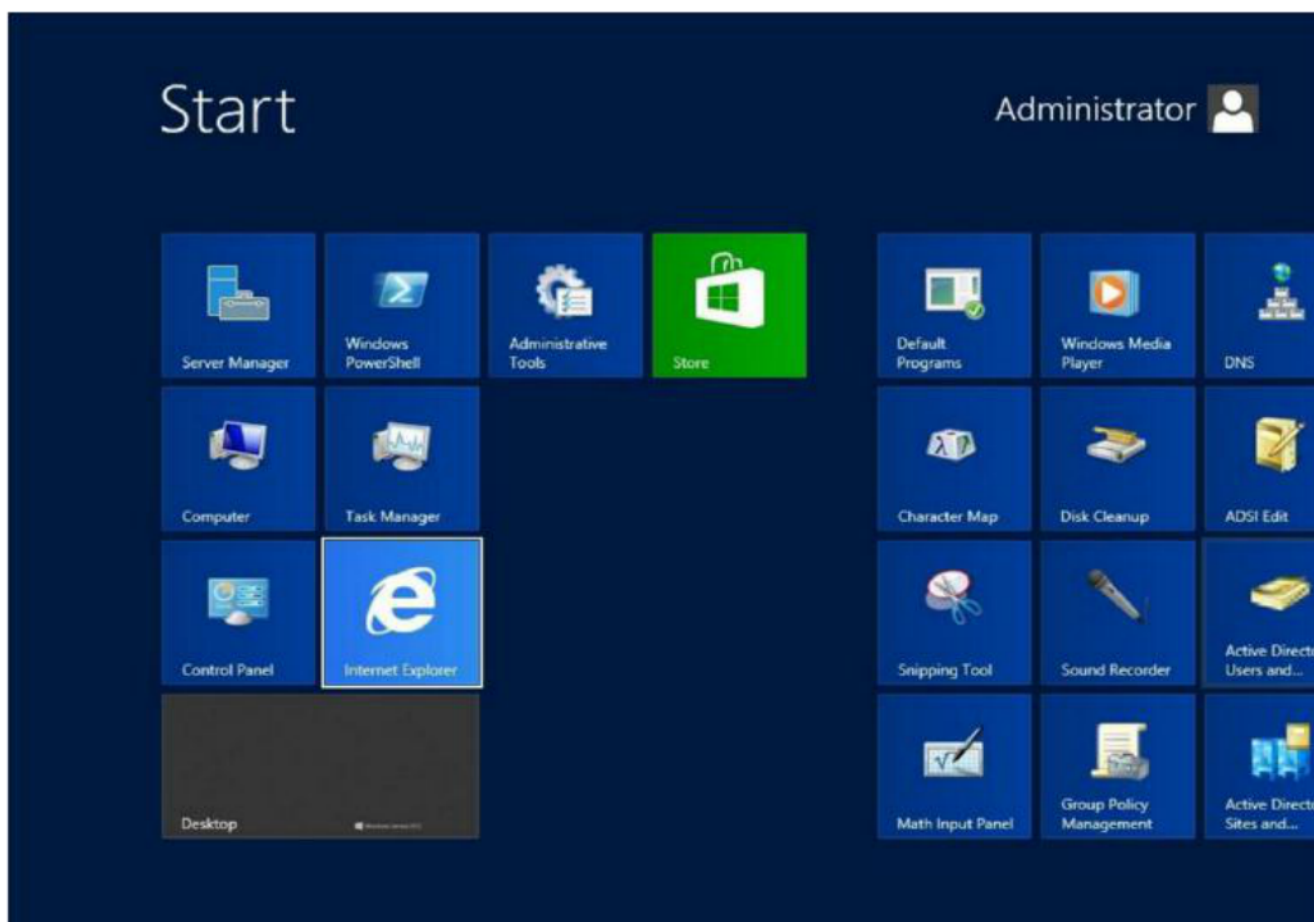 Start
Administrator
Server Manager
Windows
PowerShell
Administrative
Tools
Store
Default
Programs
Windows Media
Player
DNS
Computer
Task Manager
Character Map
Disk Cleanup
ADSI Edit
Control Panel
Internet Explorer
Snipping Tool
Sound Recorder
Active Directo
Users and...
Desktop
Math Input Panel
Group Policy
Management
Active Directo
Sites and...